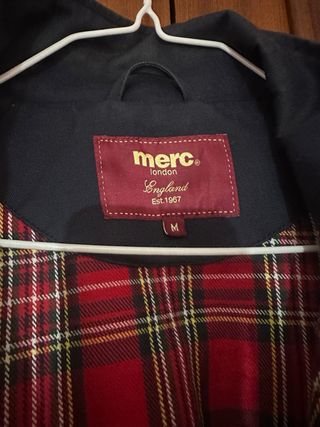 merc®
london
England
Est.1967
M